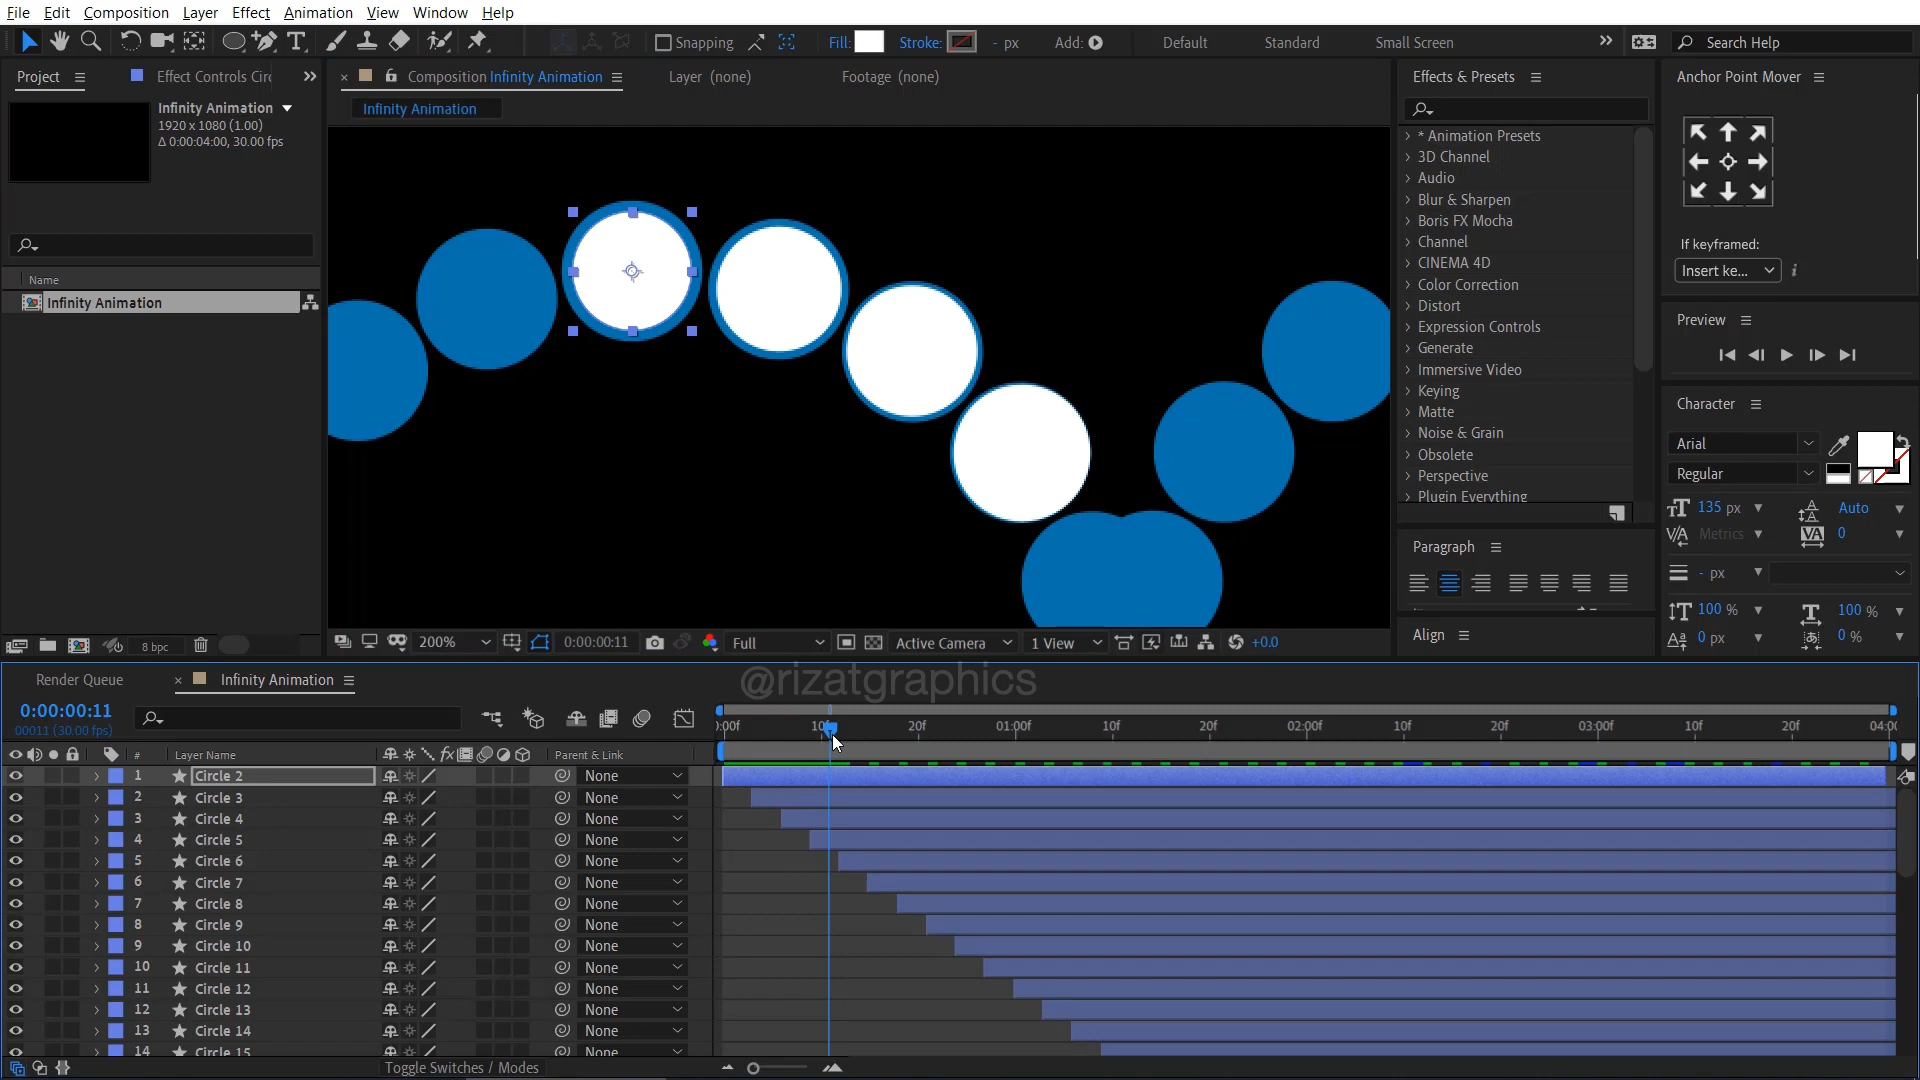 File Edit Composition Layer Effect Animation View Window Help
Snapping Fill: Stroke: - px Add: Default Standard Small Screen Search Help
Project Effect Controls Circ Composition Infinity Animation Layer (none) Footage (none) Effects & Presets Anchor Point Mover
Infinity Animation
1920 x 1080 (1.00)
Δ 0:00:04:00, 30.00 fps
Infinity Animation
Name
Infinity Animation
8 bpc
200% 0:00:00:11 Full Active Camera 1 View +0.0
* Animation Presets
3D Channel
Audio
Blur & Sharpen
Boris FX Mocha
Channel
CINEMA 4D
Color Correction
Distort
Expression Controls
Generate
Immersive Video
Keying
Matte
Noise & Grain
Obsolete
Perspective
Plugin Everything
Paragraph
If keyframed:
Insert ke...
Preview
Character
Arial
Regular
135 px Auto
Metrics 0
- px
100 % 100 %
0 px 0 %
Align
@rizatgraphics
Render Queue Infinity Animation
0:00:00:11
00011 (30.00 fps)
# Layer Name Parent & Link
):00f 10f 20f 01:00f 10f 20f 02:00f 10f 20f 03:00f 10f 20f 04:00
1 Circle 2 None
2 Circle 3 None
3 Circle 4 None
4 Circle 5 None
5 Circle 6 None
6 Circle 7 None
7 Circle 8 None
8 Circle 9 None
9 Circle 10 None
10 Circle 11 None
11 Circle 12 None
12 Circle 13 None
13 Circle 14 None
14 Circle 15 None
Toggle Switches / Modes